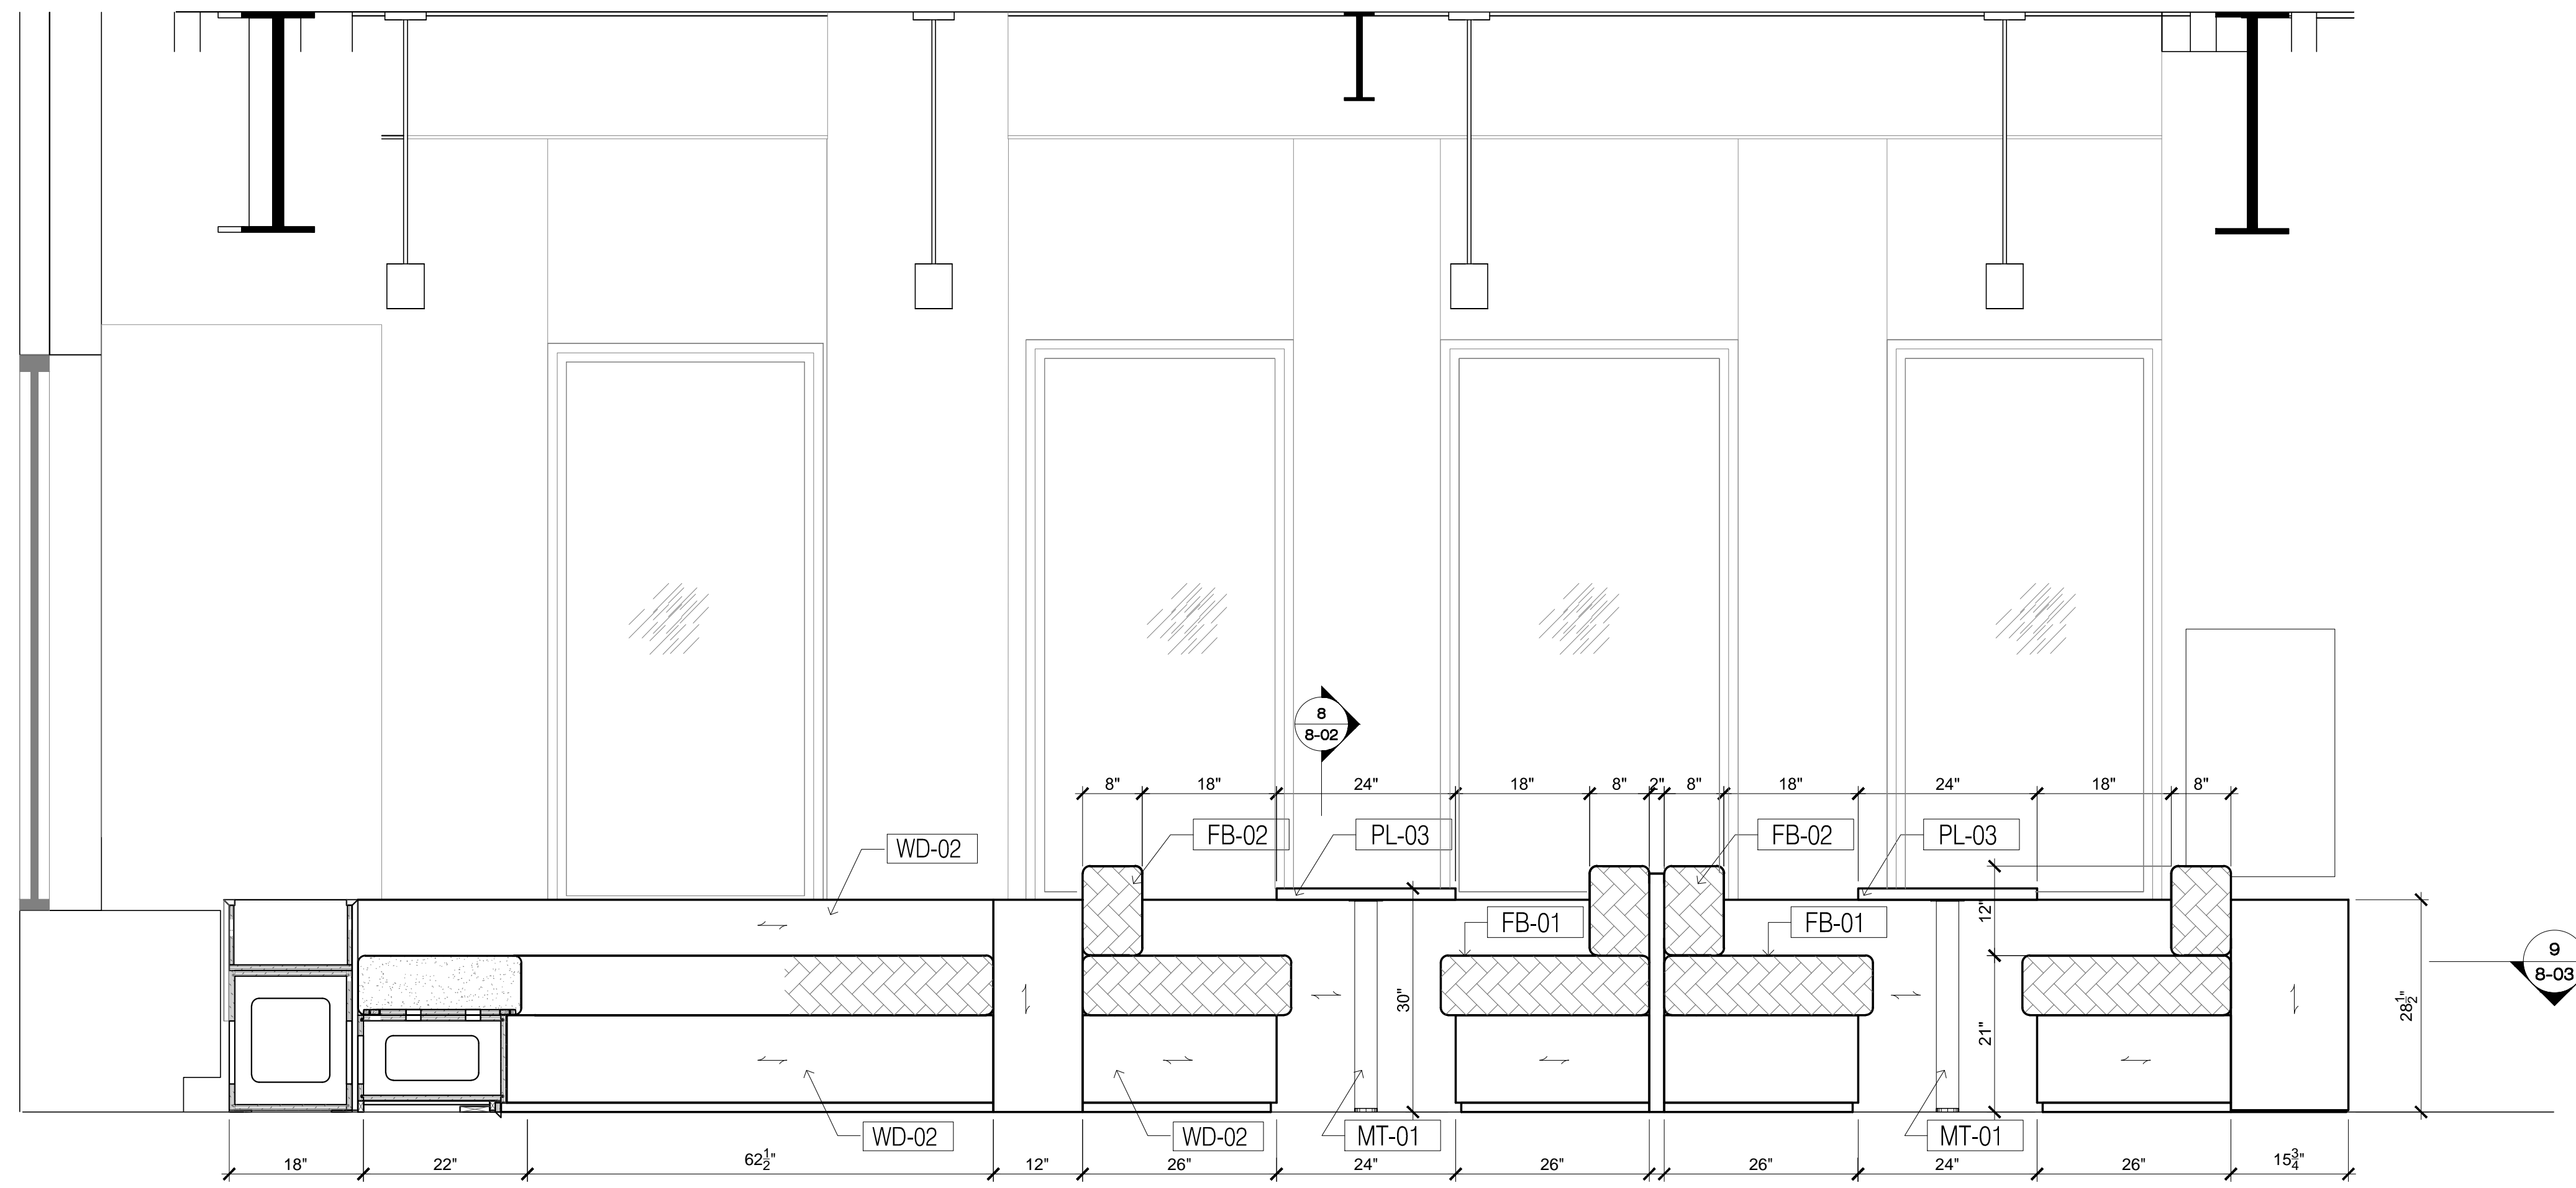 8
8-02
8" 18" 24" 18" 8" 2" 8" 18" 24" 18" 8"
FB-02 PL-03 FB-02 PL-03
WD-02
FB-01 FB-01
12"
9
8-03
30"
28½"
21"
WD-02 WD-02 MT-01 MT-01
18" 22" 62½" 12" 26" 24" 26" 26" 24" 26" 15¾"